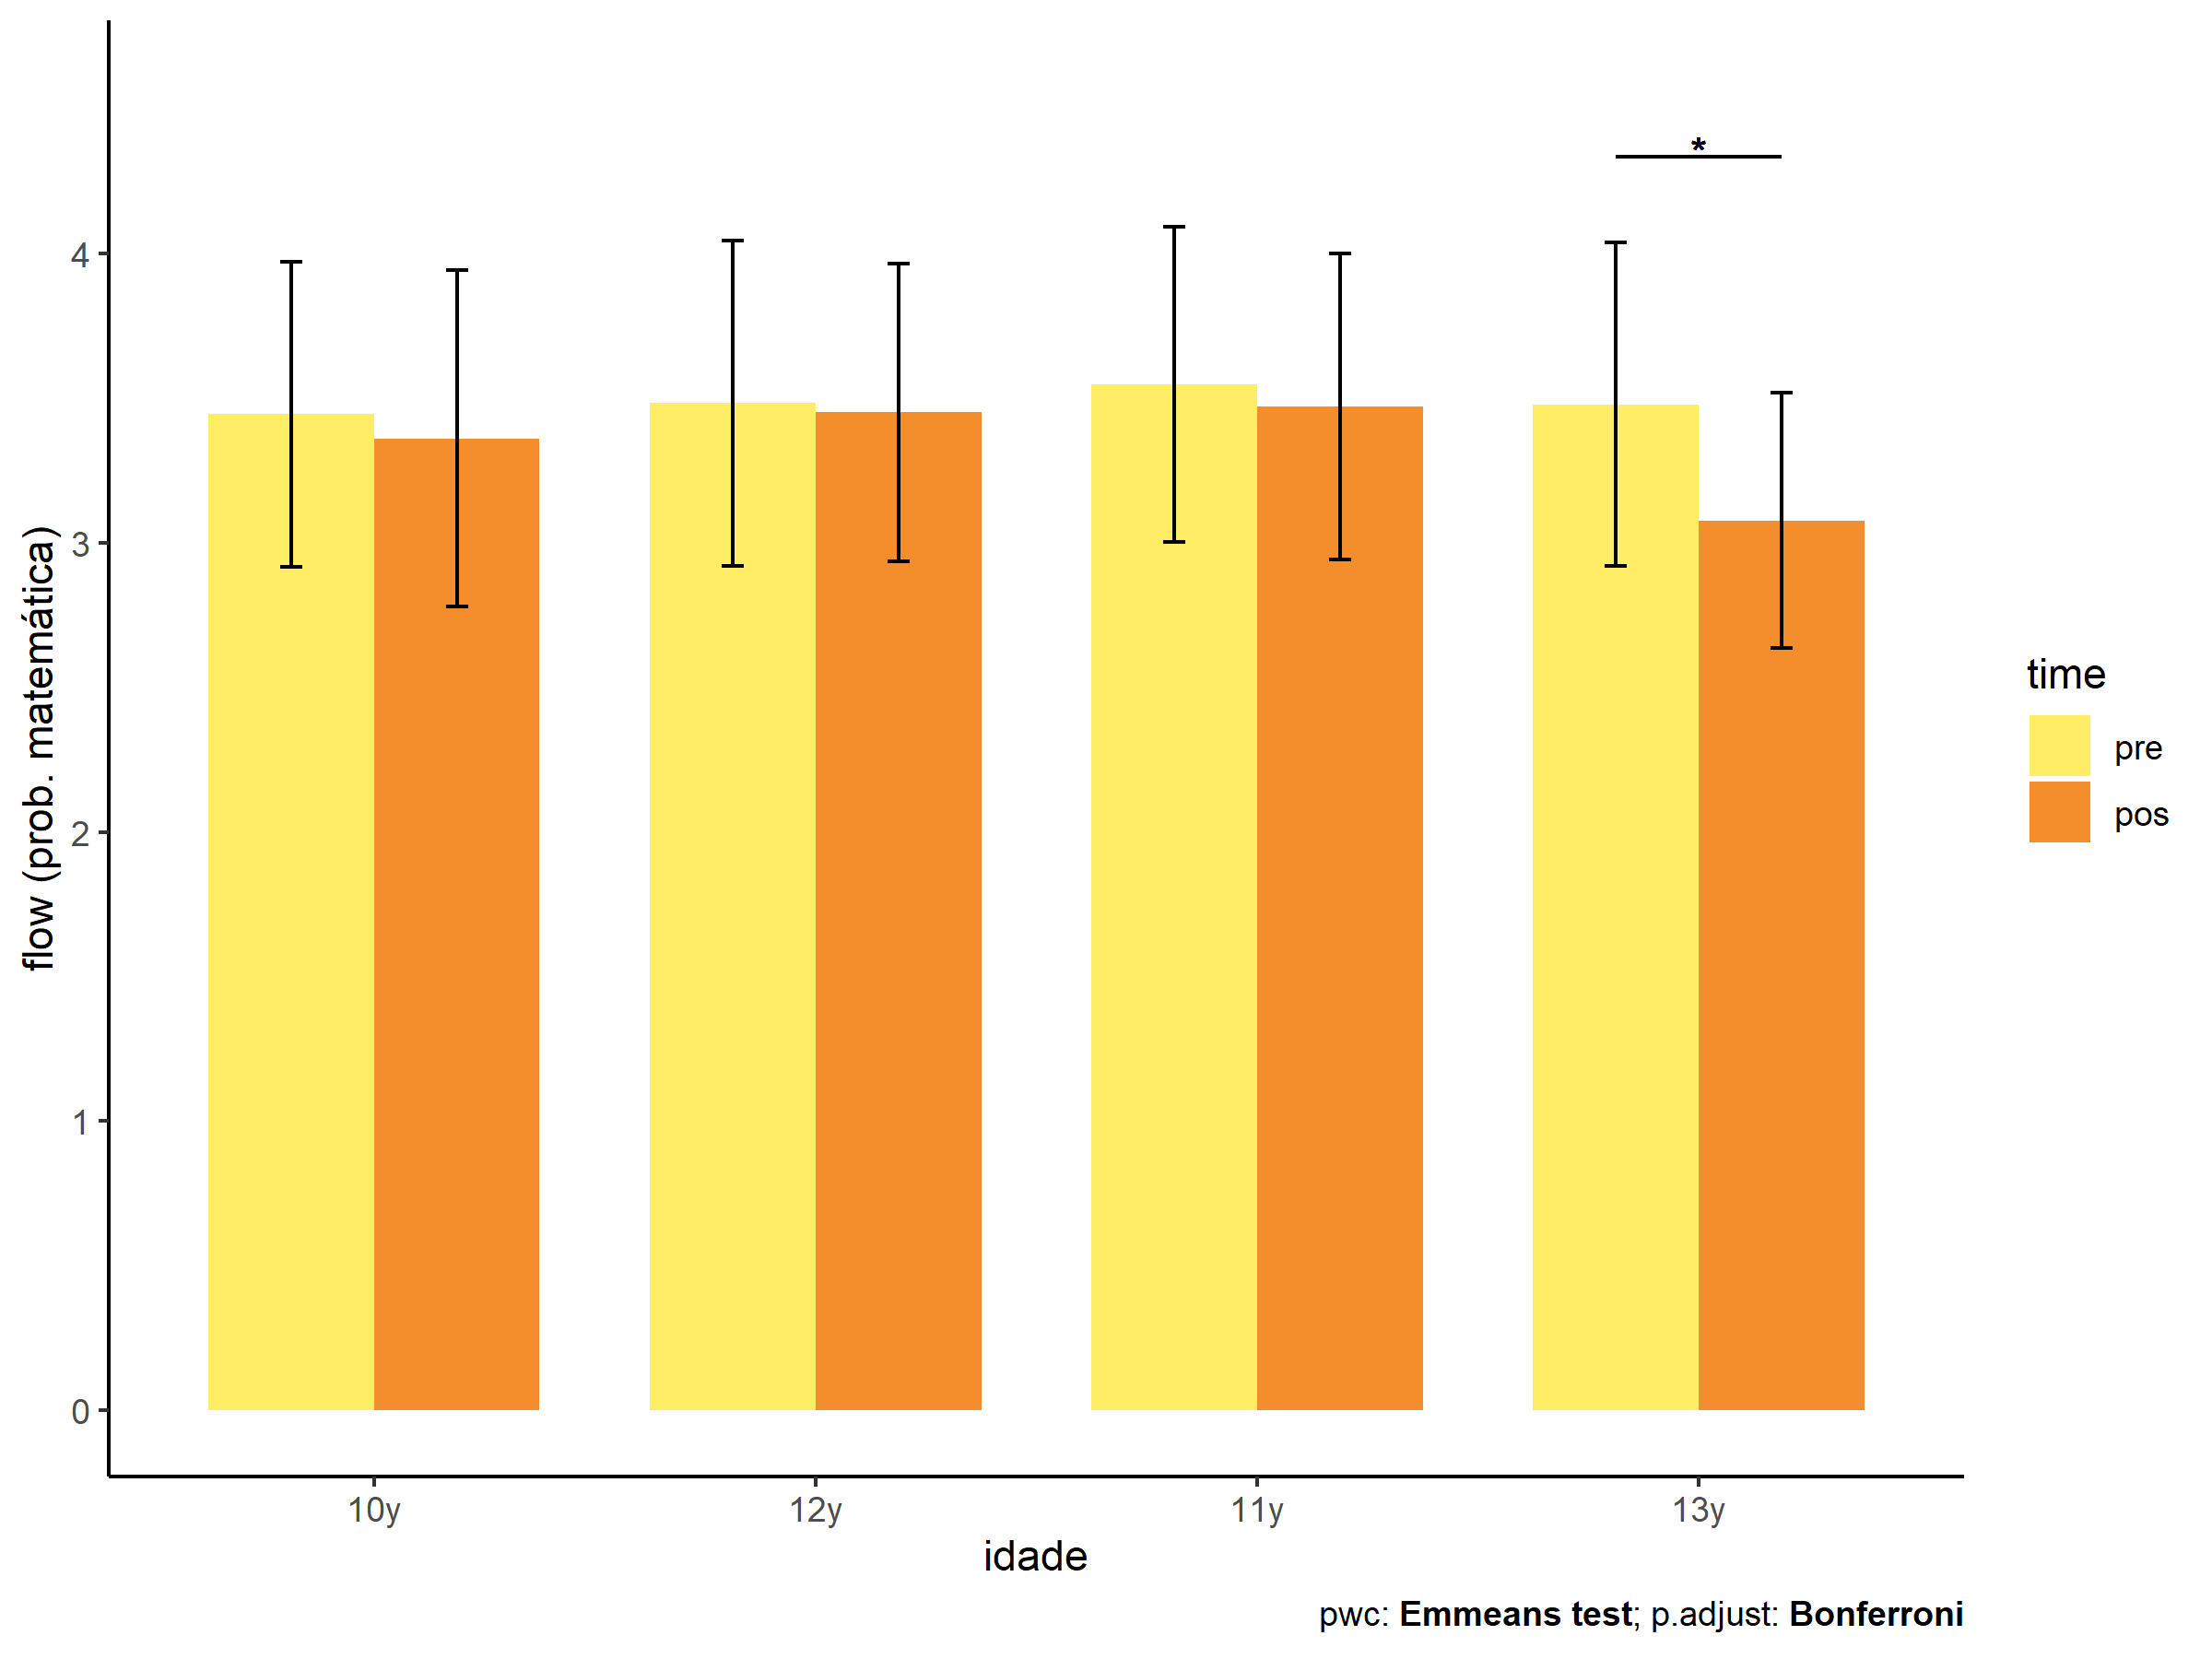 *
4
3
2
1
0
flow (prob. matemática)
10y 12y 11y 13y
idade
time
pre
pos
pwc: Emmeans test; p.adjust: Bonferroni